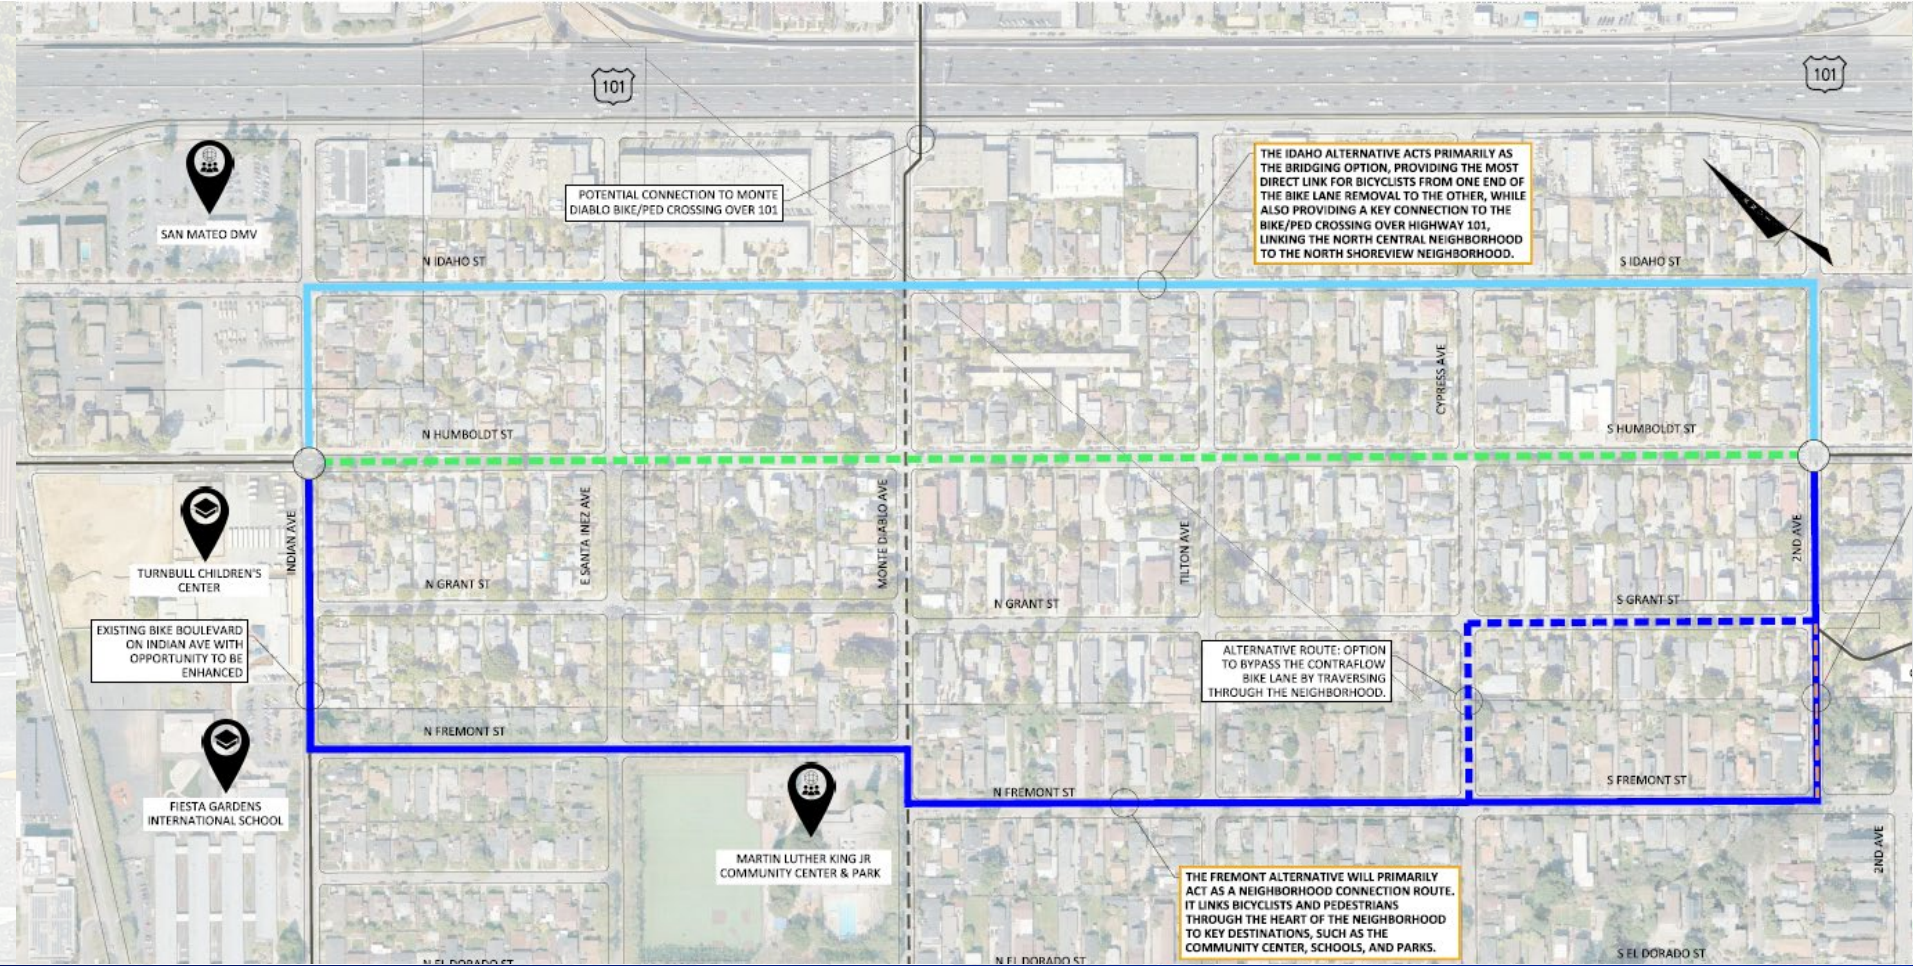 101
101
SAN MATEO DMV
POTENTIAL CONNECTION TO MONTE
DIABLO BIKE/PED CROSSING OVER 101
THE IDAHO ALTERNATIVE ACTS PRIMARILY AS
THE BRIDGING OPTION, PROVIDING THE MOST
DIRECT LINK FOR BICYCLISTS FROM ONE END OF
THE BIKE LANE REMOVAL TO THE OTHER, WHILE
ALSO PROVIDING A KEY CONNECTION TO THE
BIKE/PED CROSSING OVER HIGHWAY 101,
LINKING THE NORTH CENTRAL NEIGHBORHOOD
TO THE NORTH SHOREVIEW NEIGHBORHOOD.
N IDAHO ST
S IDAHO ST
CYPRESS AVE
N HUMBOLDT ST
S HUMBOLDT ST
INDIAN AVE
E SANTA INEZ AVE
MONTE DIABLO AVE
TILTON AVE
2ND AVE
TURNBULL CHILDREN'S
CENTER
N GRANT ST
N GRANT ST
S GRANT ST
EXISTING BIKE BOULEVARD
ON INDIAN AVE WITH
OPPORTUNITY TO BE
ENHANCED
ALTERNATIVE ROUTE: OPTION
TO BYPASS THE CONTRAFLOW
BIKE LANE BY TRAVERSING
THROUGH THE NEIGHBORHOOD.
N FREMONT ST
N FREMONT ST
S FREMONT ST
FIESTA GARDENS
INTERNATIONAL SCHOOL
MARTIN LUTHER KING JR
COMMUNITY CENTER & PARK
2ND AVE
THE FREMONT ALTERNATIVE WILL PRIMARILY
ACT AS A NEIGHBORHOOD CONNECTION ROUTE.
IT LINKS BICYCLISTS AND PEDESTRIANS
THROUGH THE HEART OF THE NEIGHBORHOOD
TO KEY DESTINATIONS, SUCH AS THE
COMMUNITY CENTER, SCHOOLS, AND PARKS.
N EL DORADO ST
N EL DORADO ST
S EL DORADO ST